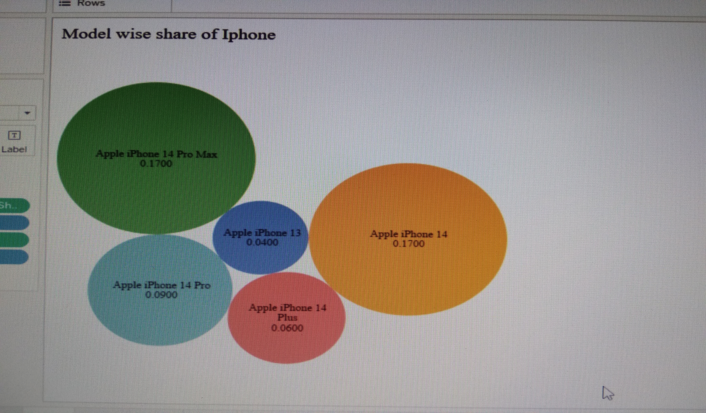 Rows
Model wise share of Iphone
Label
Sh..
Apple iPhone 14 Pro Max
0.1700
Apple iPhone 13
0.0400
Apple iPhone 14
0.1700
Apple iPhone 14 Pro
0.0900
Apple iPhone 14
Plus
0.0600